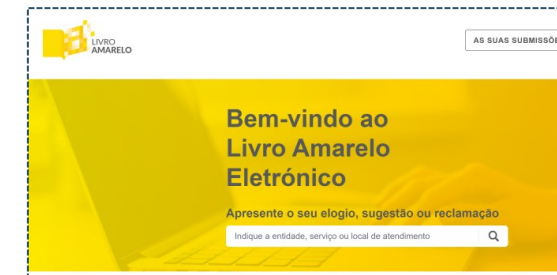 LIVRO
AMARELO
AS SUAS SUBMISSÕE
Bem-vindo ao
Livro Amarelo
Eletrónico
Apresente o seu elogio, sugestão ou reclamação
Indique a entidade, serviço ou local de atendimento